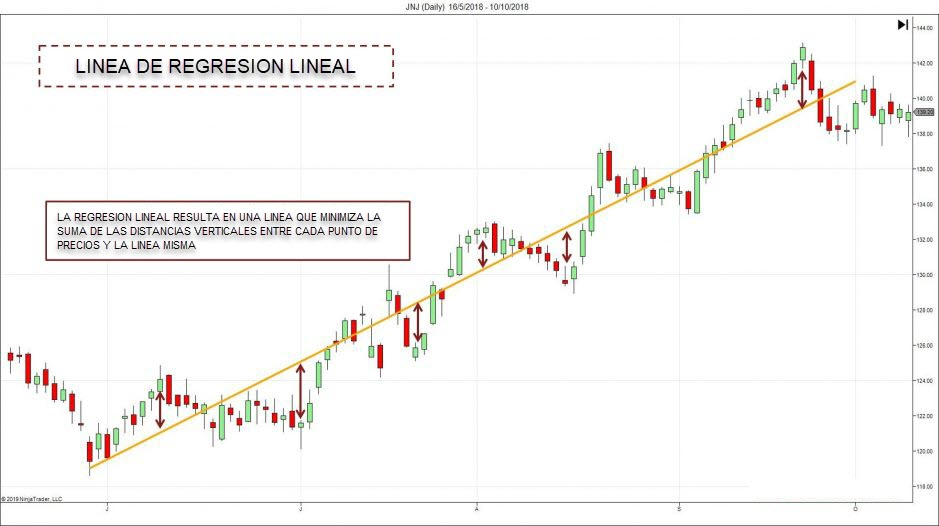 JNJ (Daily) 16/5/2018 - 10/10/2018
LINEA DE REGRESION LINEAL
LA REGRESION LINEAL RESULTA EN UNA LINEA QUE MINIMIZA LA
SUMA DE LAS DISTANCIAS VERTICALES ENTRE CADA PUNTO DE
PRECIOS Y LA LINEA MISMA
144.00
142.00
140.00
139.20
138.00
136.00
134.00
132.00
130.00
128.00
126.00
124.00
122.00
120.00
118.00
© 2019 NinjaTrader, LLC
J J A S O